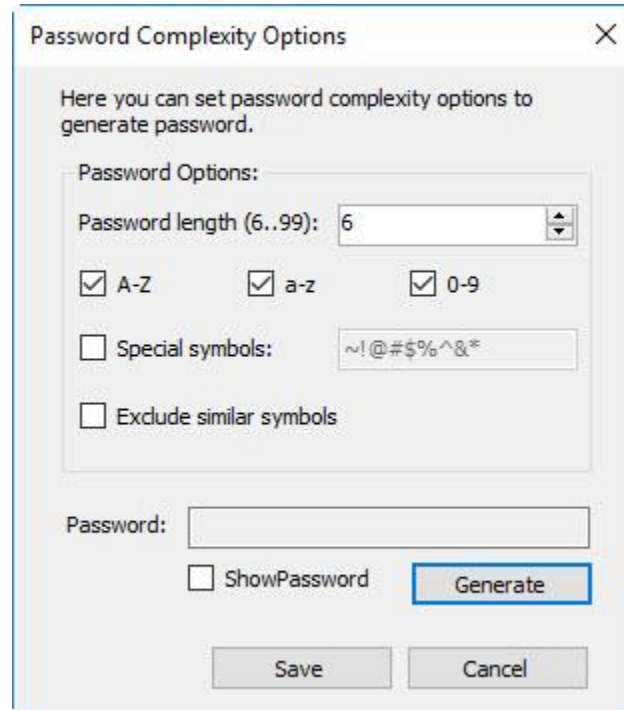 Password Complexity Options
Here you can set password complexity options to
generate password.
Password Options:
Password length (6..99): 6
A-Z a-z 0-9
Special symbols: ~!@#$%^&*
Exclude similar symbols
Password:
ShowPassword Generate
Save Cancel